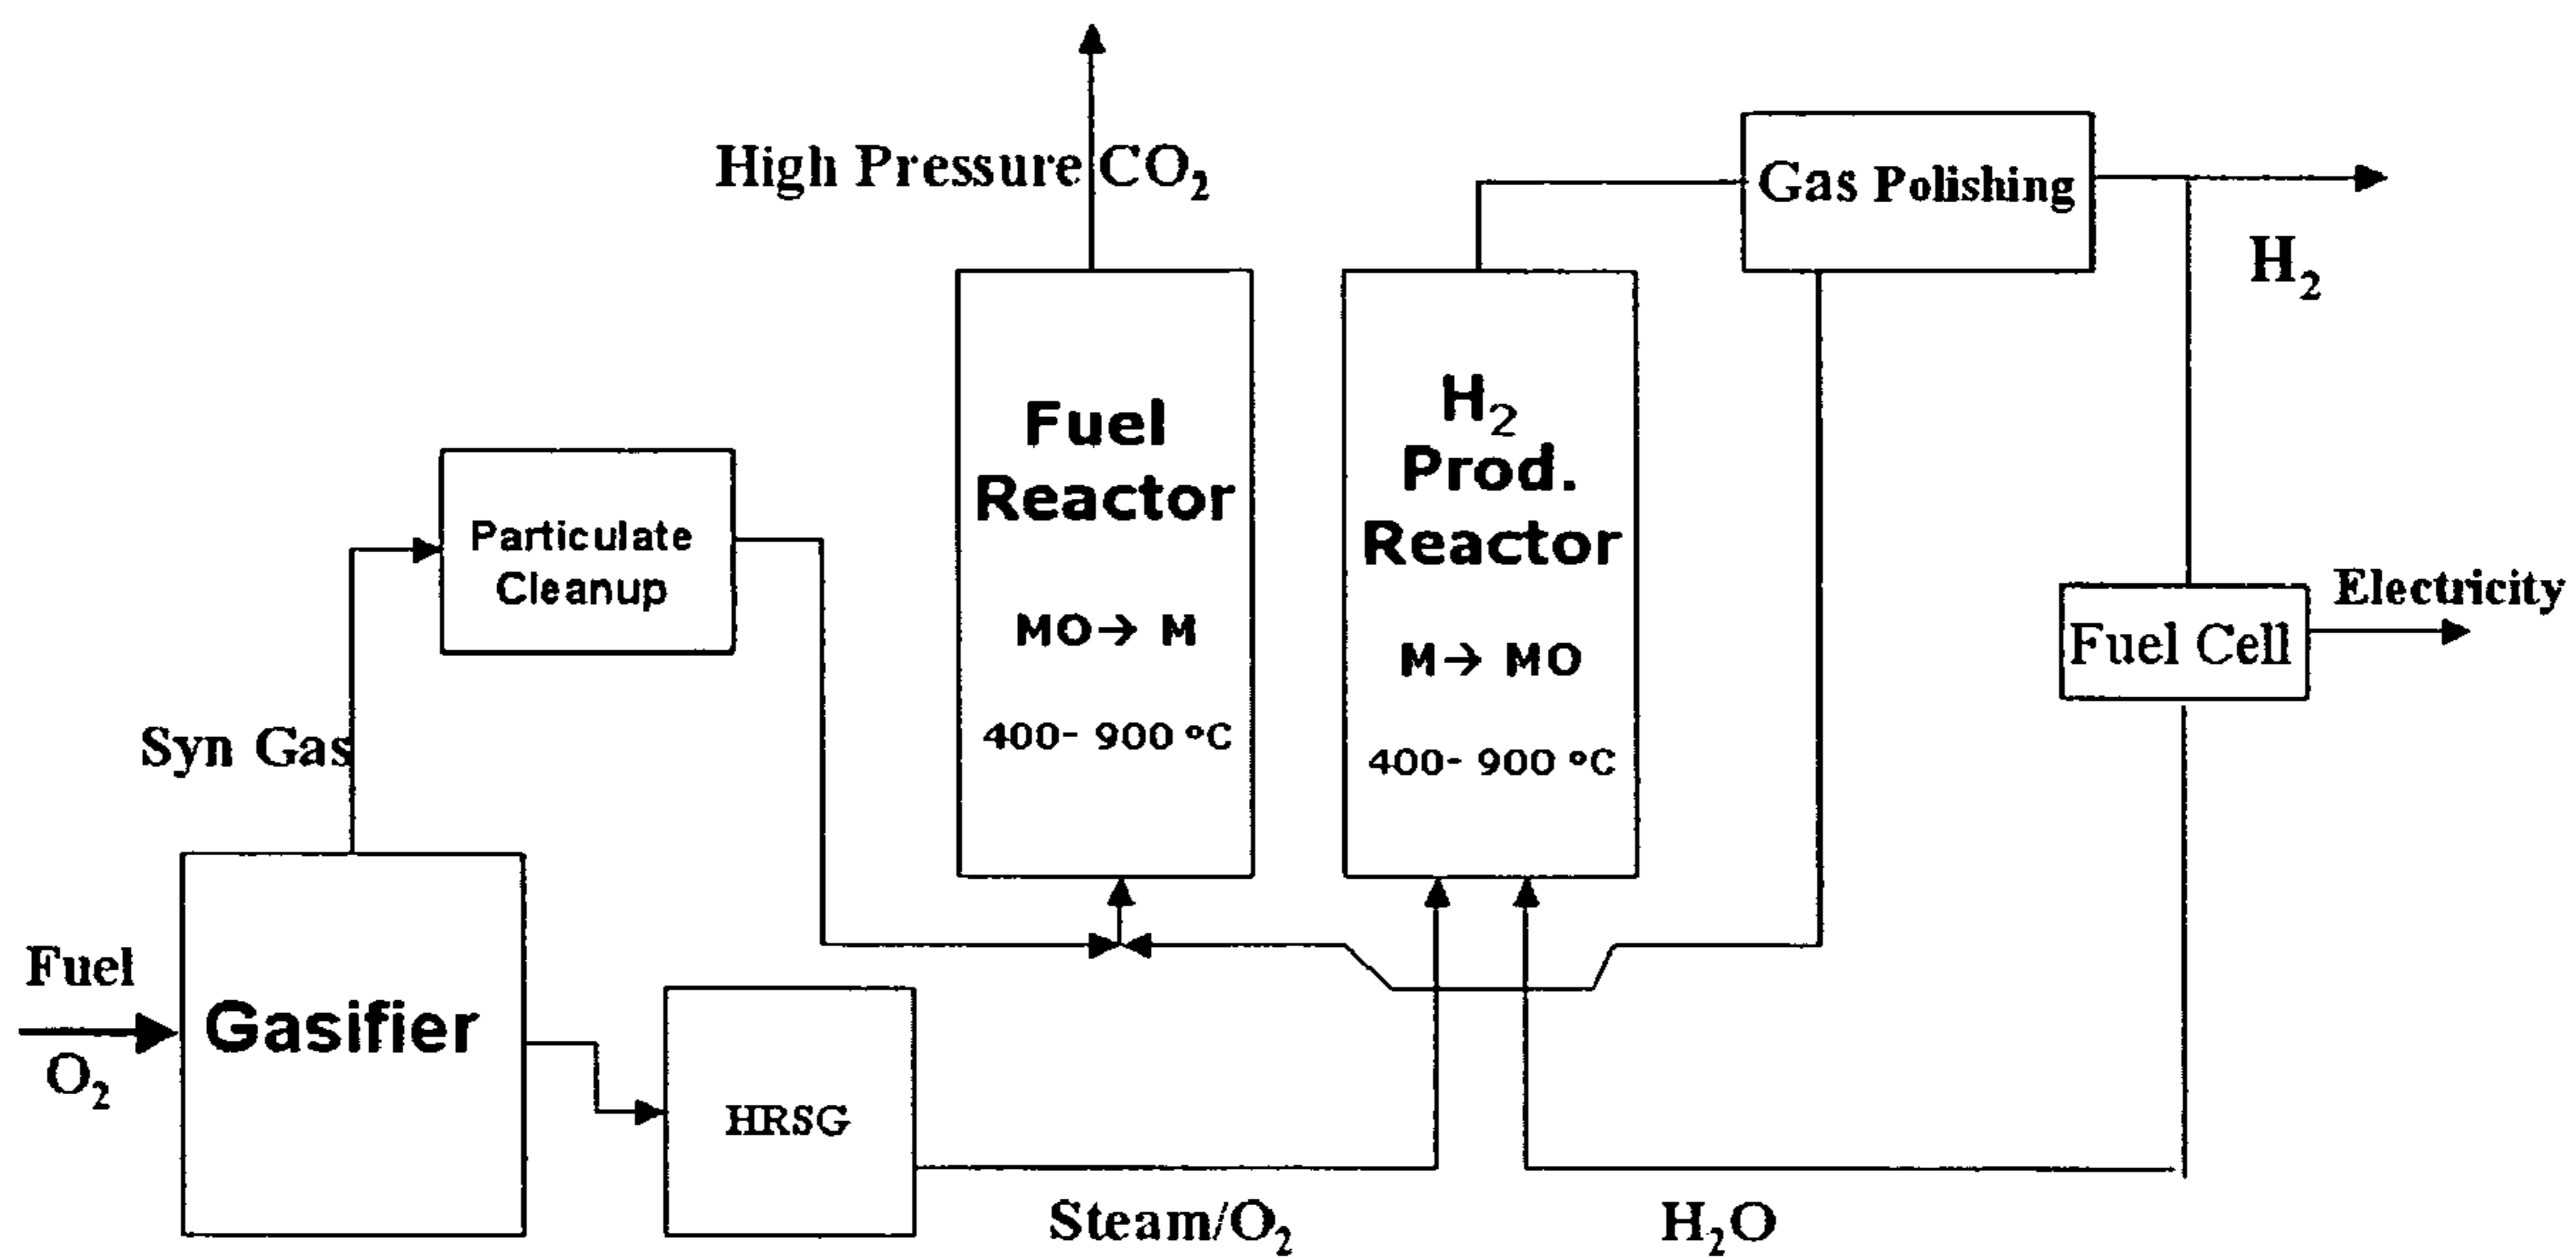 High Pressure CO₂
Gas Polishing
H₂
Fuel
Reactor
MO→ M
400- 900 °C
H₂
Prod.
Reactor
M→ MO
400- 900 °C
Particulate
Cleanup
Electricity
Fuel Cell
Syn Gas
Fuel
O₂
Gasifier
HRSG
Steam/O₂
H₂O